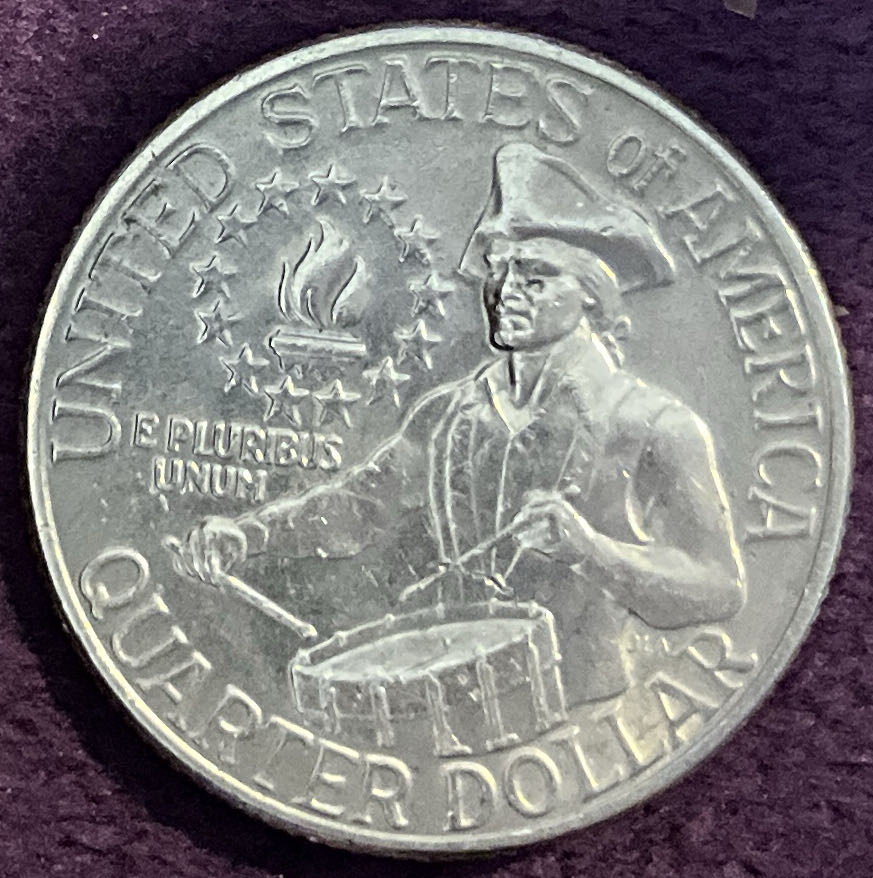 UNITED STATES of AMERICA
E PLURIBUS
UNUM
QUARTER DOLLAR